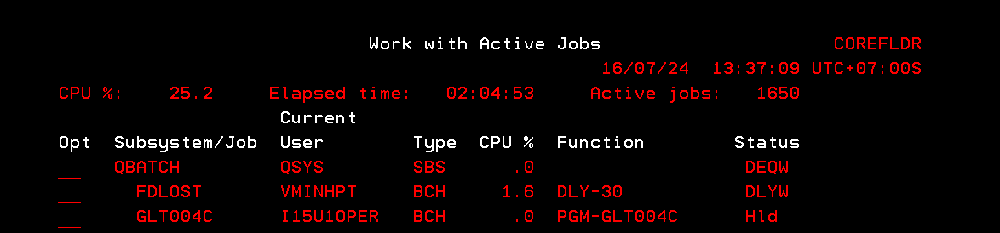 Work with Active Jobs COREFLDR
16/07/24 13:37:09 UTC+07:00S
CPU %: 25.2 Elapsed time: 02:04:53 Active jobs: 1650
Current
Opt Subsystem/Job User Type CPU % Function Status
__ QBATCH QSYS SBS .0 DEQW
__ FDLOST VMINHPT BCH 1.6 DLY-30 DLYW
__ GLT004C I15U1OPER BCH .0 PGM-GLT004C Hld